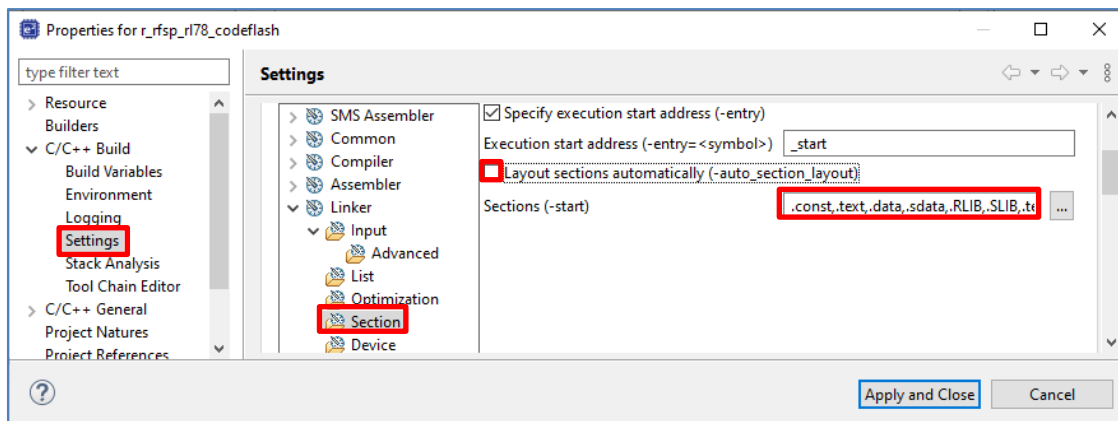 Properties for r_rfsp_rl78_codeflash
type filter text
Resource
Builders
C/C++ Build
Build Variables
Environment
Logging
Settings
Stack Analysis
Tool Chain Editor
C/C++ General
Project Natures
Project References
Settings
SMS Assembler
Common
Compiler
Assembler
Linker
Input
Advanced
List
Optimization
Section
Device
Specify execution start address (-entry)
Execution start address (-entry=<symbol>) _start
Layout sections automatically (-auto_section_layout)
Sections (-start) .const,.text,.data,.sdata,.RLIB,.SLIB,.te ...
Apply and Close Cancel